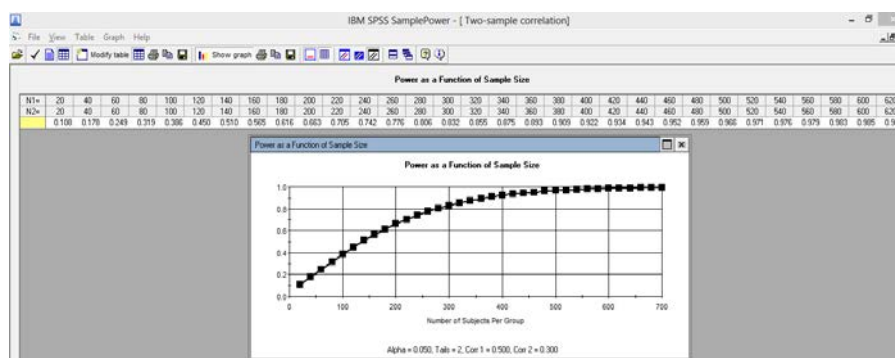 IBM SPSS SamplePower - [ Two-sample correlation]
File View Table Graph Help
Modify table Show graph
Power as a Function of Sample Size
N1= 20 40 60 80 100 120 140 160 180 200 220 240 260 280 300 320 340 360 380 400 420 440 460 480 500 520 540 560 580 600 620
N2= 20 40 60 80 100 120 140 160 180 200 220 240 260 280 300 320 340 360 380 400 420 440 460 480 500 520 540 560 580 600 620
0.108 0.178 0.249 0.319 0.386 0.450 0.510 0.565 0.616 0.663 0.705 0.742 0.776 0.806 0.832 0.855 0.875 0.893 0.909 0.922 0.934 0.943 0.952 0.959 0.966 0.971 0.976 0.979 0.983 0.985
Power as a Function of Sample Size
Power as a Function of Sample Size
1.0
0.8
0.6
0.4
0.2
0.0
100 200 300 400 500 600 700
Number of Subjects Per Group
Alpha = 0.050, Tails = 2, Corr 1 = 0.500, Corr 2 = 0.300